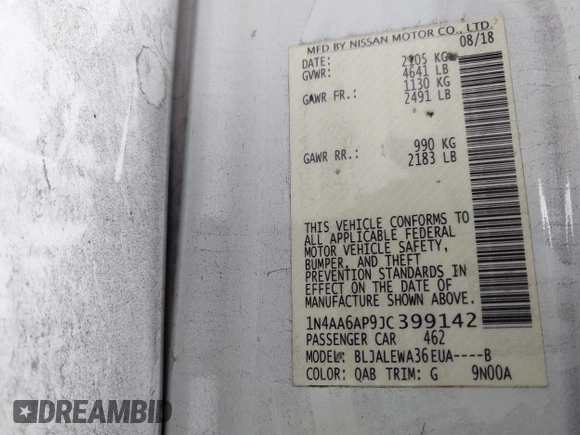 MFD BY NISSAN MOTOR CO., LTD.
DATE: 08/18
GVWR: 2105 KG
4641 LB
GAWR FR.: 1130 KG
2491 LB
GAWR RR.: 990 KG
2183 LB
THIS VEHICLE CONFORMS TO
ALL APPLICABLE FEDERAL
MOTOR VEHICLE SAFETY,
BUMPER, AND THEFT
PREVENTION STANDARDS IN
EFFECT ON THE DATE OF
MANUFACTURE SHOWN ABOVE.
1N4AA6AP9JC399142
PASSENGER CAR 462
MODEL: BLJALEWA36EUA----B
COLOR: QAB TRIM: G 9N00A
DREAMBID